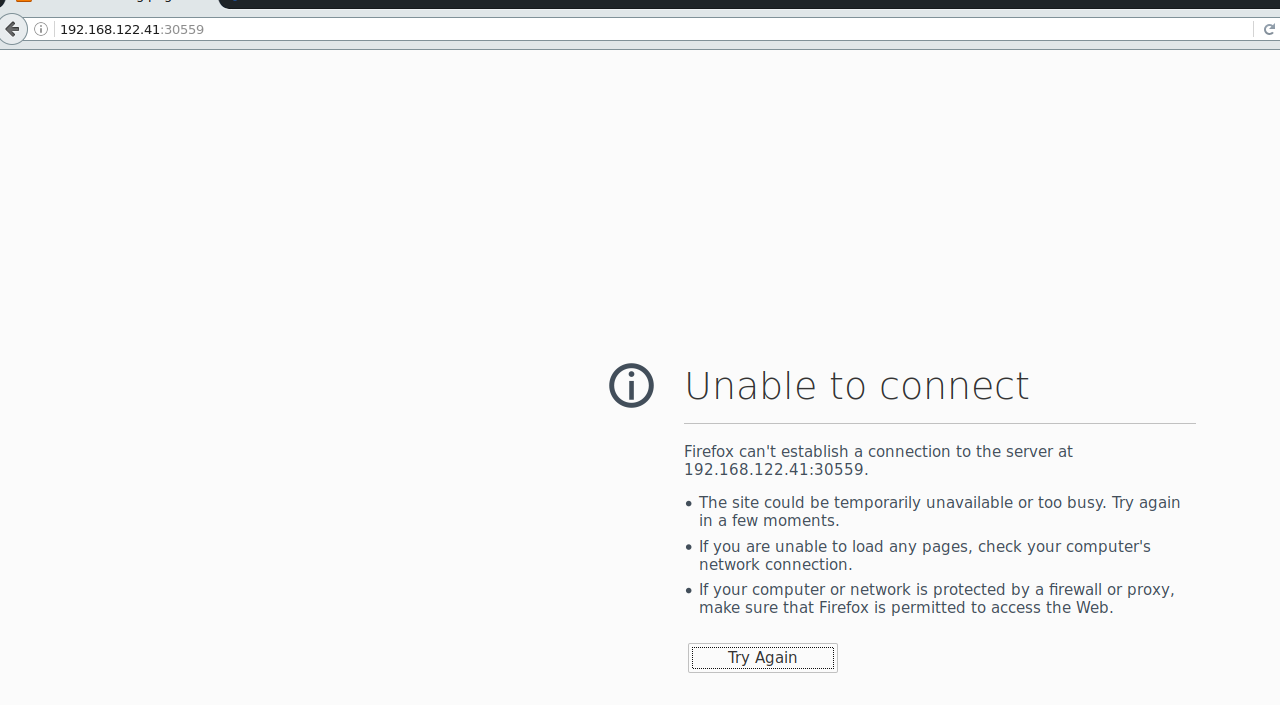 192.168.122.41:30559
Unable to connect
Firefox can't establish a connection to the server at
192.168.122.41:30559.
• The site could be temporarily unavailable or too busy. Try again
in a few moments.
• If you are unable to load any pages, check your computer's
network connection.
• If your computer or network is protected by a firewall or proxy,
make sure that Firefox is permitted to access the Web.
Try Again